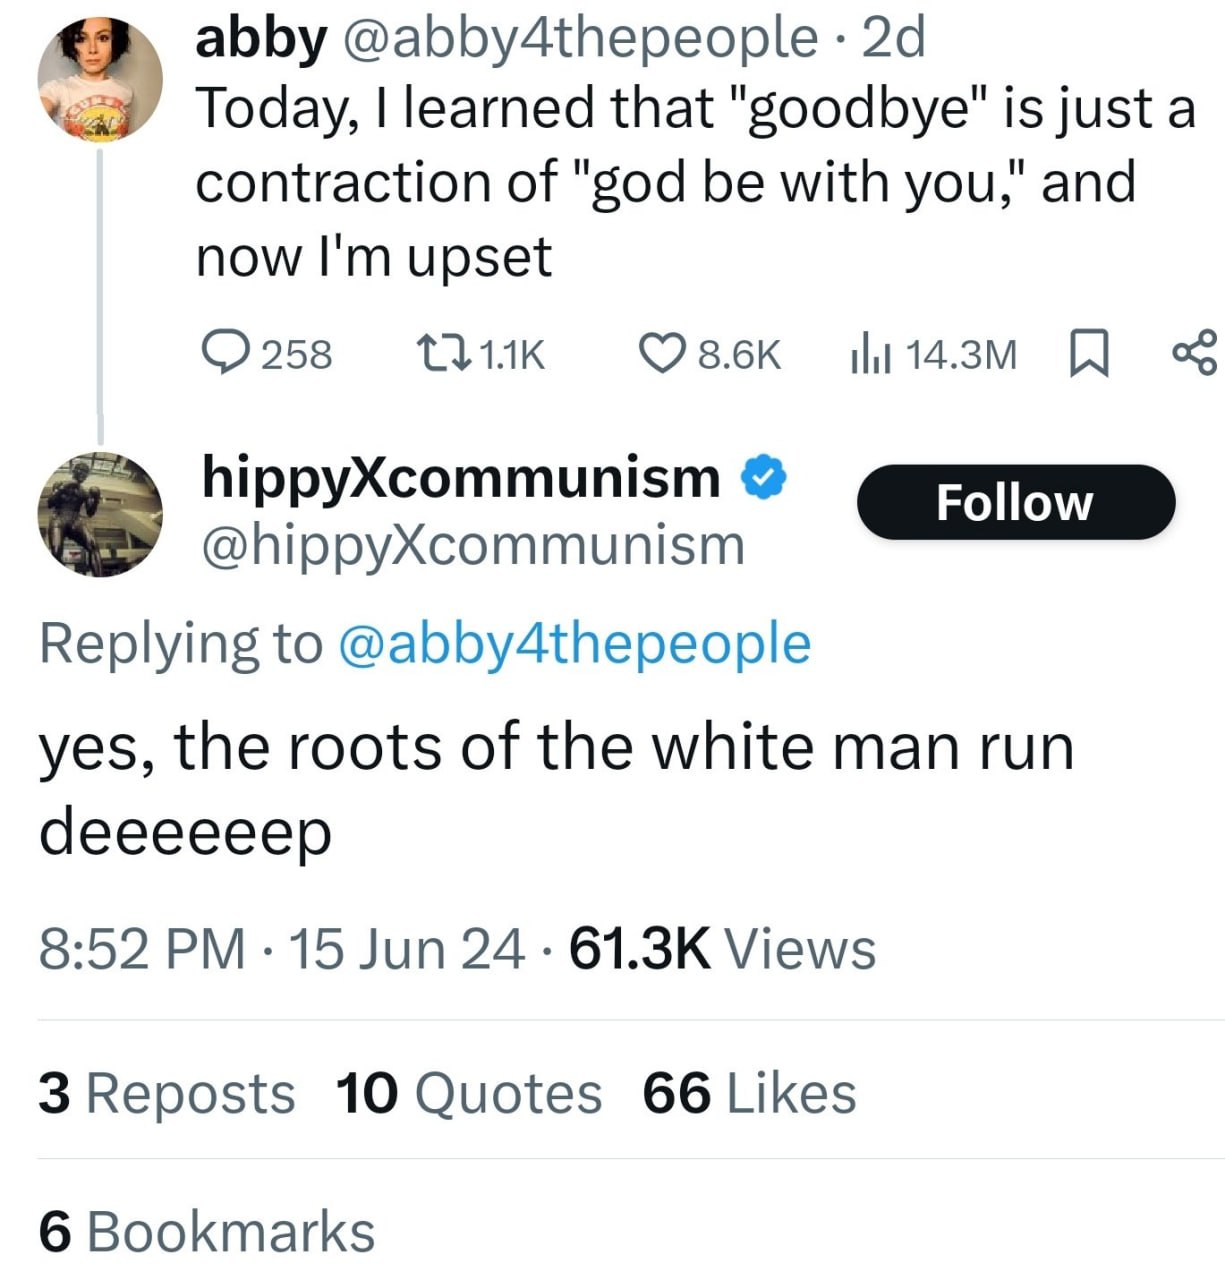 abby @abby4thepeople · 2d
Today, I learned that "goodbye" is just a
contraction of "god be with you," and
now I'm upset
258 1.1K 8.6K 14.3M
hippyXcommunism
Follow
@hippyXcommunism
Replying to @abby4thepeople
yes, the roots of the white man run
deeeeeep
8:52 PM · 15 Jun 24 · 61.3K Views
3 Reposts 10 Quotes 66 Likes
6 Bookmarks